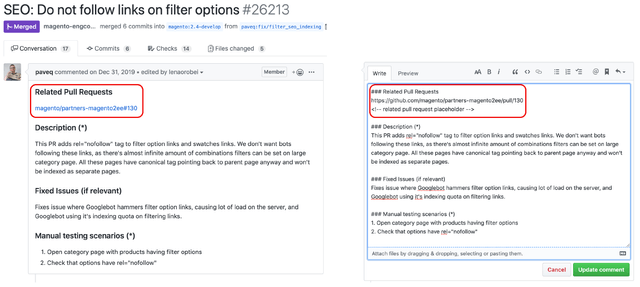 SEO: Do not follow links on filter options #26213
Merged magento-engco... merged 6 commits into magento:2.4-develop from paveq:fix/filter_seo_indexing
Conversation 17 Commits 6 Checks 14 Files changed 5
paveq commented on Dec 31, 2019 • edited by lenaorobei Member
Related Pull Requests
magento/partners-magento2ee#130
Description (*)
This PR adds rel="nofollow" tag to filter option links and swatches links. We don't want bots
following these links, as there's almost infinite amount of combinations filters can be set on large
category page. All these pages have canonical tag pointing back to parent page anyway and won't
be indexed as separate pages.
Fixed Issues (if relevant)
Fixes issue where Googlebot hammers filter option links, causing lot of load on the server, and
Googlebot using it's indexing quota on filtering links.
Manual testing scenarios (*)
1. Open category page with products having filter options
2. Check that options have rel="nofollow"
Write Preview
AA B i
### Related Pull Requests
https://github.com/magento/partners-magento2ee/pull/130
<!-- related pull request placeholder -->
### Description (*)
This PR adds rel="nofollow" tag to filter option links and swatches links. We don't want bots
following these links, as there's almost infinite amount of combinations filters can be set on large
category page. All these pages have canonical tag pointing back to parent page anyway and won't
be indexed as separate pages.
### Fixed Issues (if relevant)
Fixes issue where Googlebot hammers filter option links, causing lot of load on the server, and
Googlebot using it's indexing quota on filtering links.
### Manual testing scenarios (*)
1. Open category page with products having filter options
2. Check that options have rel="nofollow"
Attach files by dragging & dropping, selecting or pasting them.
Cancel Update comment